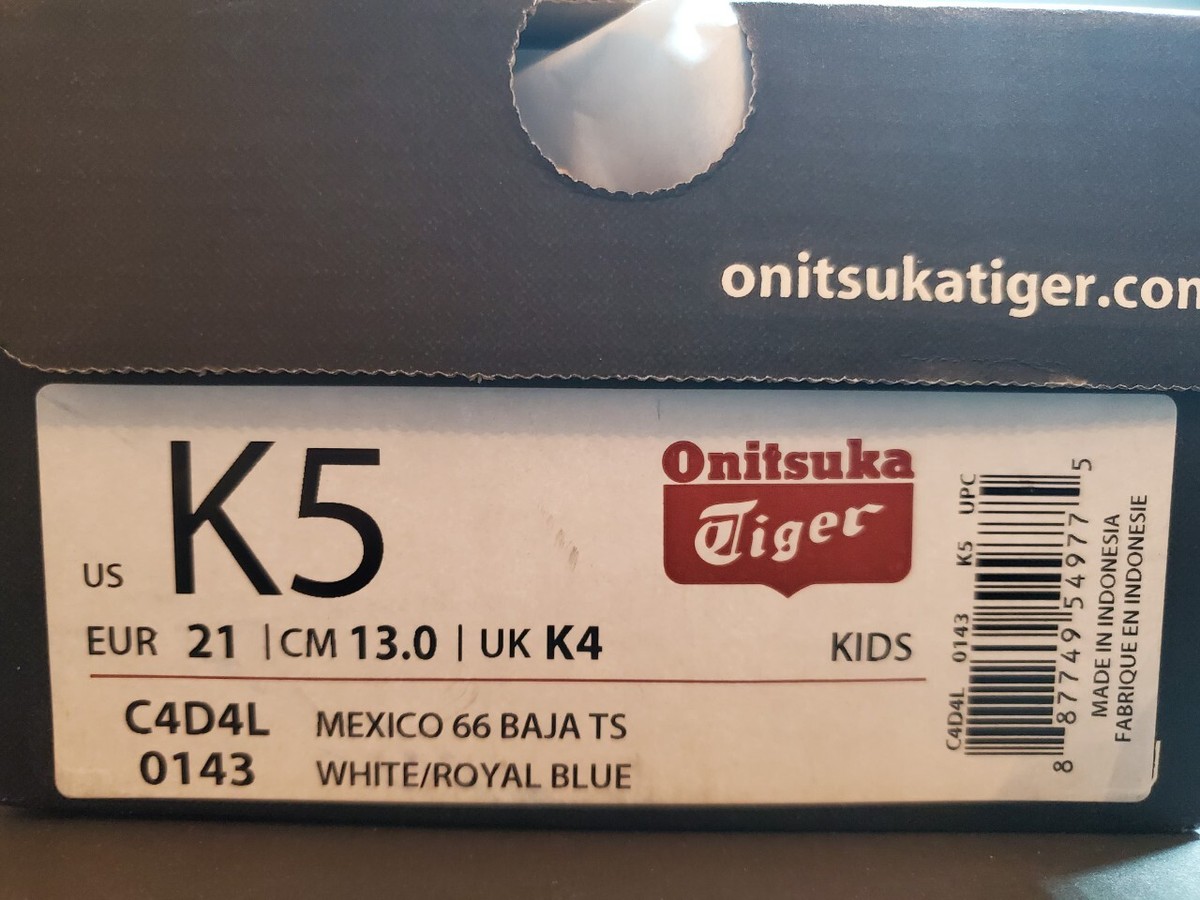 onitsukatiger.com
US K5
EUR 21 | CM 13.0 | UK K4
KIDS
C4D4L MEXICO 66 BAJA TS
0143 WHITE/ROYAL BLUE
Onitsuka
Tiger
C4D4L 0143 K5 UPC
8 87749 54977 5
MADE IN INDONESIA
FABRIQUE EN INDONESIE